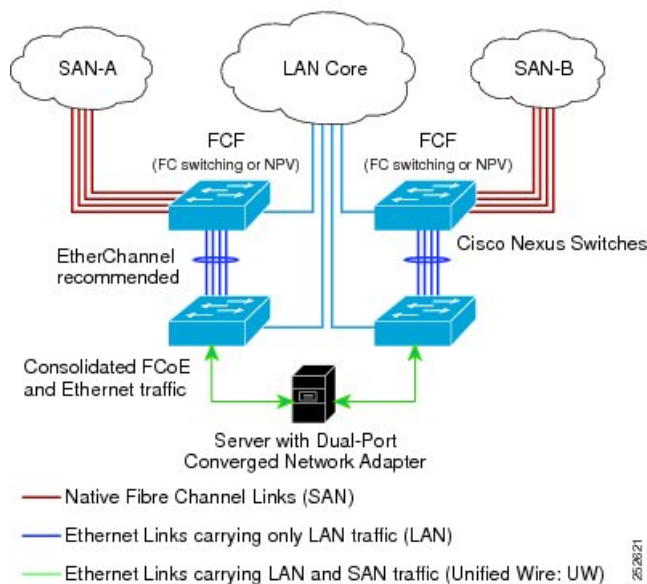 SAN-A
LAN Core
SAN-B
FCF
(FC switching or NPV)
FCF
(FC switching or NPV)
EtherChannel
recommended
Cisco Nexus Switches
Consolidated FCoE
and Ethernet traffic
Server with Dual-Port
Converged Network Adapter
Native Fibre Channel Links (SAN)
Ethernet Links carrying only LAN traffic (LAN)
Ethernet Links carrying LAN and SAN traffic (Unified Wire: UW)
252621